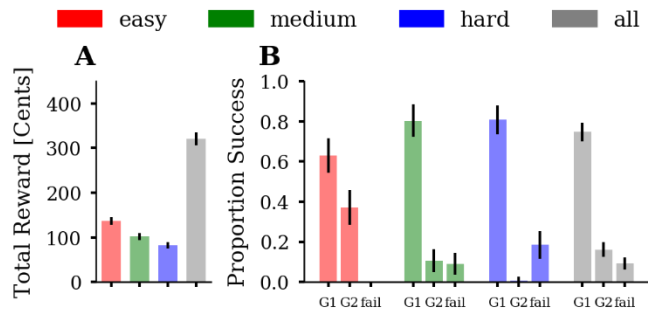 easy medium hard all
A B
Total Reward [Cents]
400
300
200
100
0
Proportion Success
1.0
0.8
0.6
0.4
0.2
0.0
G1 G2 fail G1 G2 fail G1 G2 fail G1 G2 fail